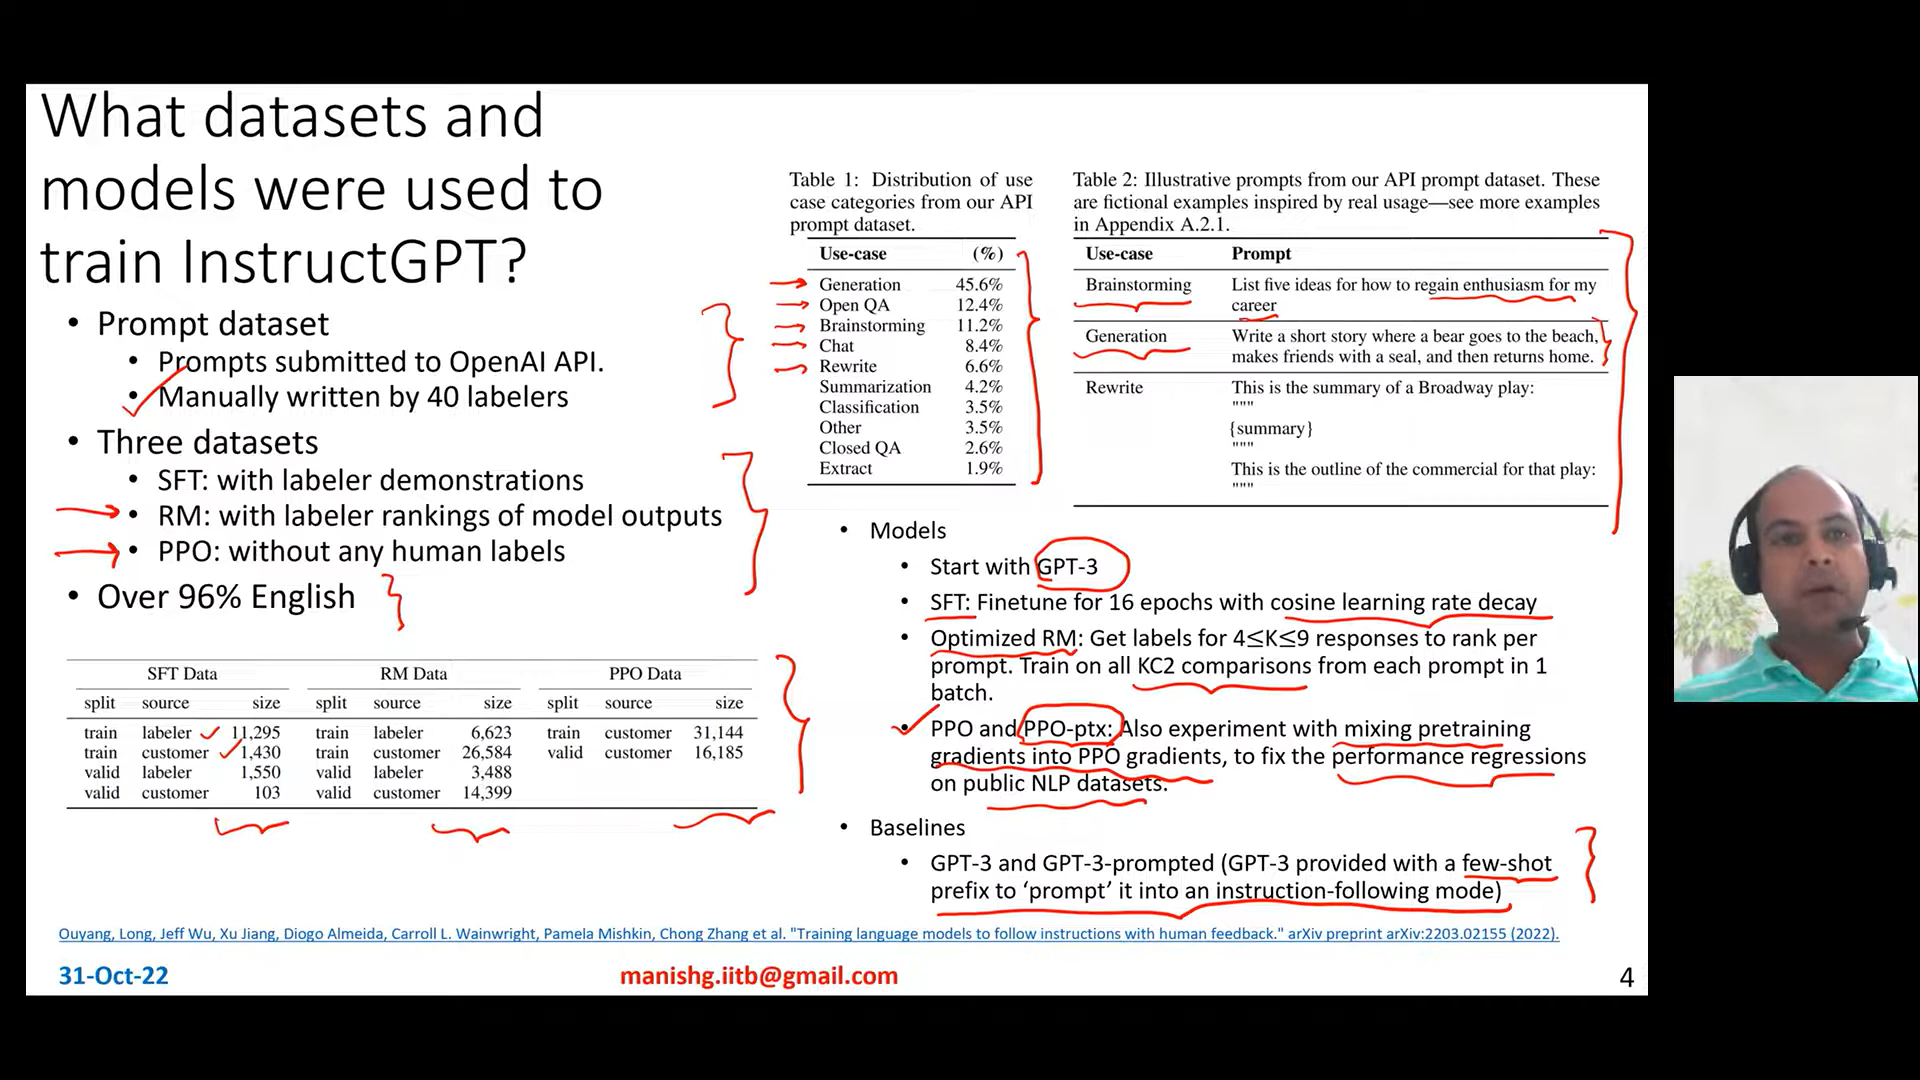 What datasets and
models were used to
train InstructGPT?
• Prompt dataset
• Prompts submitted to OpenAI API.
• Manually written by 40 labelers
• Three datasets
• SFT: with labeler demonstrations
• RM: with labeler rankings of model outputs
• PPO: without any human labels
• Over 96% English
SFT Data RM Data PPO Data
split source size split source size split source size
train labeler 11,295 train labeler 6,623 train customer 31,144
train customer 1,430 train customer 26,584 valid customer 16,185
valid labeler 1,550 valid labeler 3,488
valid customer 103 valid customer 14,399
Table 1: Distribution of use
case categories from our API
prompt dataset.
Use-case (%)
Generation 45.6%
Open QA 12.4%
Brainstorming 11.2%
Chat 8.4%
Rewrite 6.6%
Summarization 4.2%
Classification 3.5%
Other 3.5%
Closed QA 2.6%
Extract 1.9%
Table 2: Illustrative prompts from our API prompt dataset. These
are fictional examples inspired by real usage—see more examples
in Appendix A.2.1.
Use-case Prompt
Brainstorming List five ideas for how to regain enthusiasm for my
career
Generation Write a short story where a bear goes to the beach,
makes friends with a seal, and then returns home.
Rewrite This is the summary of a Broadway play:
"""
{summary}
"""
This is the outline of the commercial for that play:
"""
• Models
• Start with GPT-3
• SFT: Finetune for 16 epochs with cosine learning rate decay
• Optimized RM: Get labels for 4≤K≤9 responses to rank per
prompt. Train on all KC2 comparisons from each prompt in 1
batch.
• PPO and PPO-ptx: Also experiment with mixing pretraining
gradients into PPO gradients, to fix the performance regressions
on public NLP datasets.
• Baselines
• GPT-3 and GPT-3-prompted (GPT-3 provided with a few-shot
prefix to ‘prompt’ it into an instruction-following mode)
Ouyang, Long, Jeff Wu, Xu Jiang, Diogo Almeida, Carroll L. Wainwright, Pamela Mishkin, Chong Zhang et al. "Training language models to follow instructions with human feedback." arXiv preprint arXiv:2203.02155 (2022).
31-Oct-22 manishg.iitb@gmail.com 4